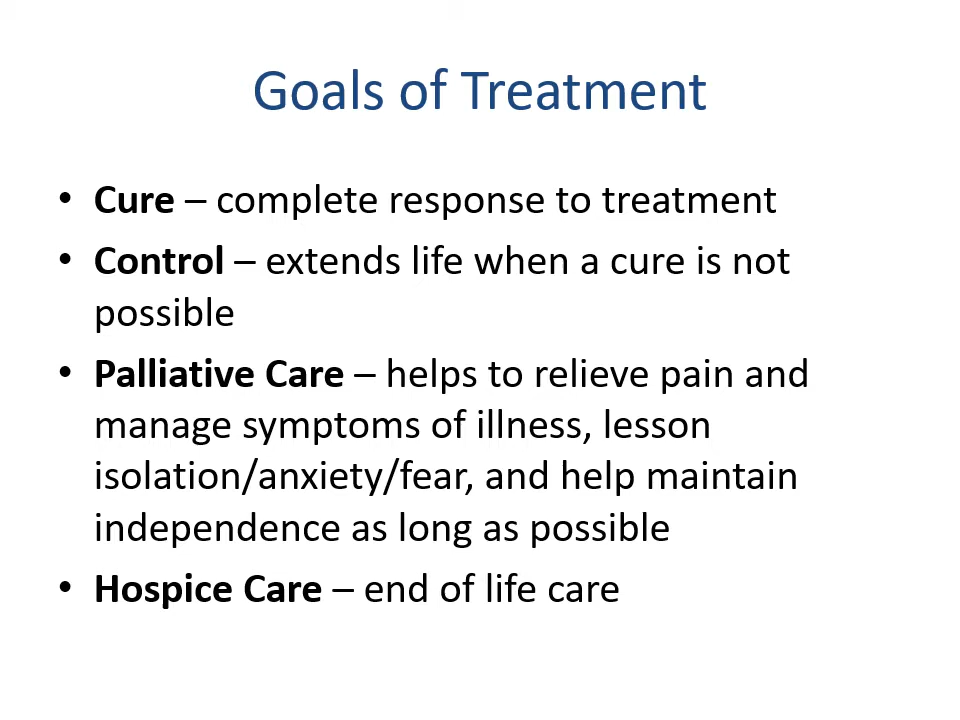 Goals of Treatment
• Cure – complete response to treatment
• Control – extends life when a cure is not
possible
• Palliative Care – helps to relieve pain and
manage symptoms of illness, lesson
isolation/anxiety/fear, and help maintain
independence as long as possible
• Hospice Care – end of life care